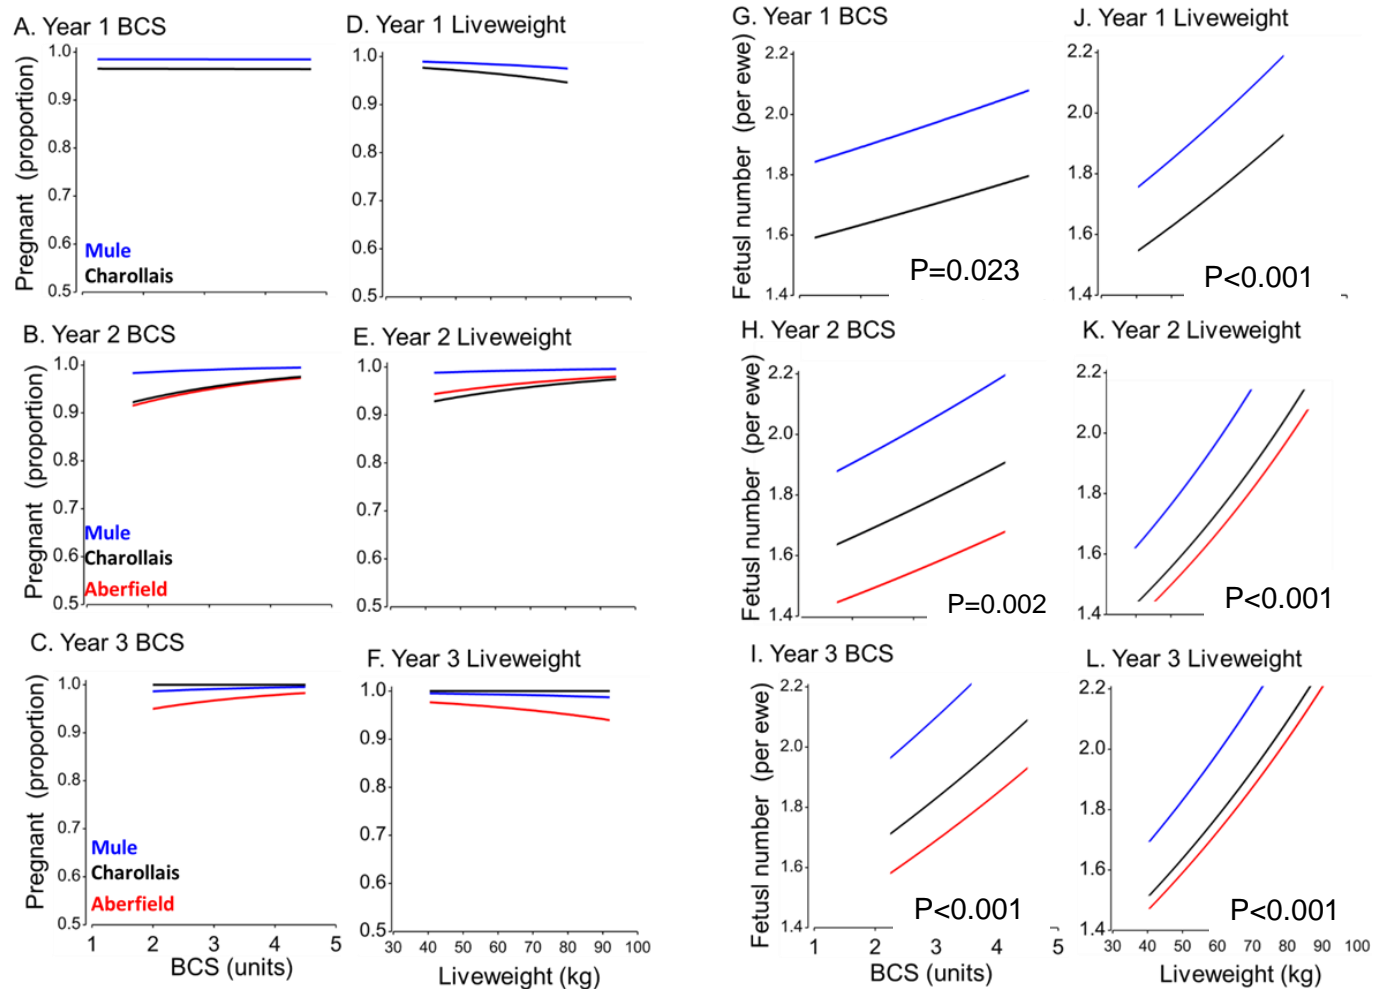 A. Year 1 BCS
Pregnant (proportion)
1.0
0.9
0.8
0.7
0.6
0.5
Mule
Charollais
D. Year 1 Liveweight
1.0
0.9
0.8
0.7
0.6
0.5
G. Year 1 BCS
Fetusl number (per ewe)
2.2
2.0
1.8
1.6
1.4
P=0.023
J. Year 1 Liveweight
2.2
2.0
1.8
1.6
1.4
P<0.001
B. Year 2 BCS
Pregnant (proportion)
1.0
0.9
0.8
0.7
0.6
0.5
Mule
Charollais
Aberfield
E. Year 2 Liveweight
1.0
0.9
0.8
0.7
0.6
0.5
H. Year 2 BCS
Fetusl number (per ewe)
2.2
2.0
1.8
1.6
1.4
P=0.002
K. Year 2 Liveweight
2.2
2.0
1.8
1.6
1.4
P<0.001
C. Year 3 BCS
Pregnant (proportion)
1.0
0.9
0.8
0.7
0.6
0.5
Mule
Charollais
Aberfield
1 2 3 4 5
BCS (units)
F. Year 3 Liveweight
1.0
0.9
0.8
0.7
0.6
0.5
30 40 50 60 70 80 90 100
Liveweight (kg)
I. Year 3 BCS
Fetusl number (per ewe)
2.2
2.0
1.8
1.6
1.4
P<0.001
1 2 3 4 5
BCS (units)
L. Year 3 Liveweight
2.2
2.0
1.8
1.6
1.4
P<0.001
30 40 50 60 70 80 90 100
Liveweight (kg)